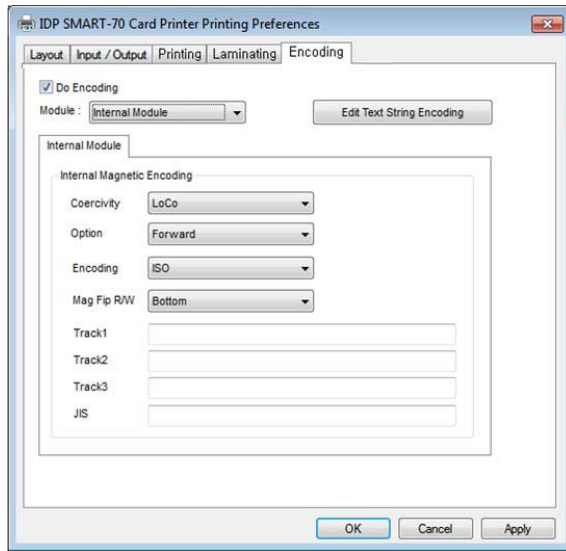 IDP SMART-70 Card Printer Printing Preferences
Layout Input / Output Printing Laminating Encoding
Do Encoding
Module : Internal Module Edit Text String Encoding
Internal Module
Internal Magnetic Encoding
Coercivity LoCo
Option Forward
Encoding ISO
Mag Fip R/W Bottom
Track1
Track2
Track3
JIS
OK Cancel Apply